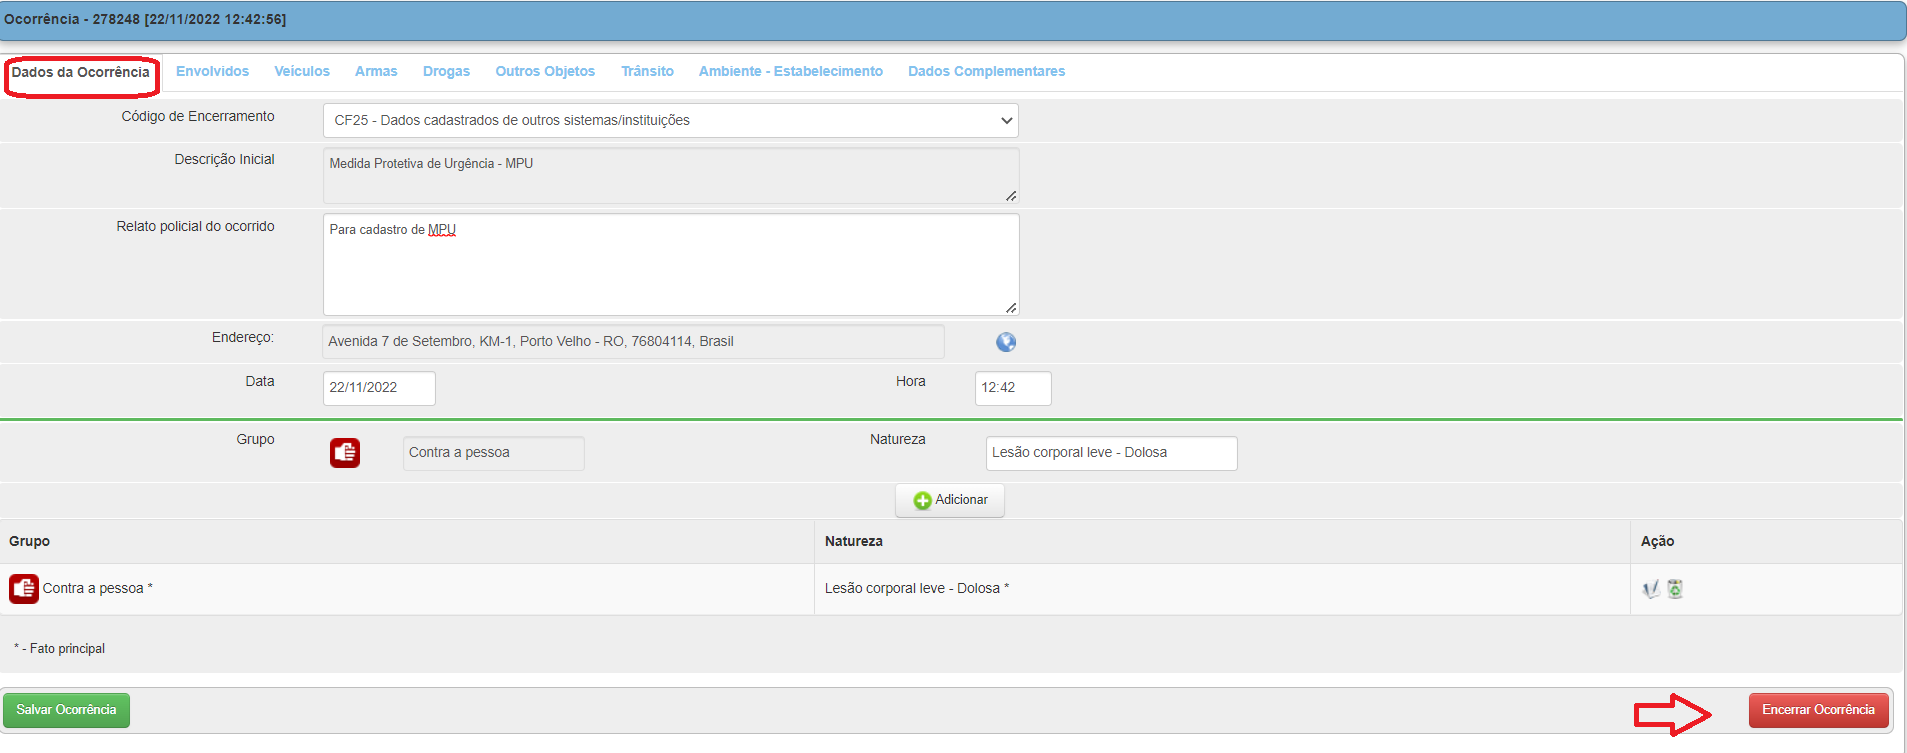 Ocorrência - 278248 [22/11/2022 12:42:56]
Dados da Ocorrência Envolvidos Veículos Armas Drogas Outros Objetos Trânsito Ambiente - Estabelecimento Dados Complementares
Código de Encerramento CF25 - Dados cadastrados de outros sistemas/instituições
Descrição Inicial Medida Protetiva de Urgência - MPU
Relato policial do ocorrido Para cadastro de MPU
Endereço: Avenida 7 de Setembro, KM-1, Porto Velho - RO, 76804114, Brasil
Data 22/11/2022 Hora 12:42
Grupo Contra a pessoa Natureza Lesão corporal leve - Dolosa
Adicionar
Grupo Natureza Ação
Contra a pessoa * Lesão corporal leve - Dolosa *
* - Fato principal
Salvar Ocorrência Encerrar Ocorrência